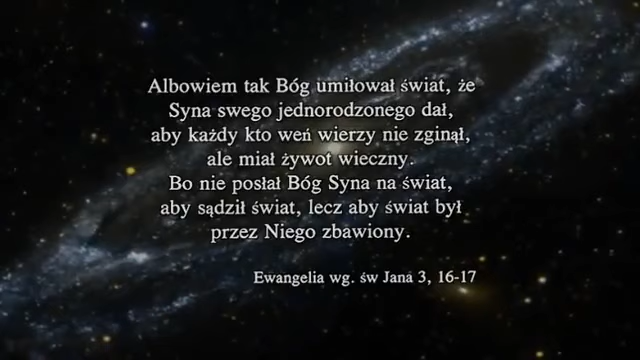 Albowiem tak Bóg umiłował świat, że
Syna swego jednorodzonego dał,
aby każdy kto weń wierzy nie zginął,
ale miał żywot wieczny.
Bo nie posłał Bóg Syna na świat,
aby sądził świat, lecz aby świat był
przez Niego zbawiony.
Ewangelia wg. św Jana 3, 16-17